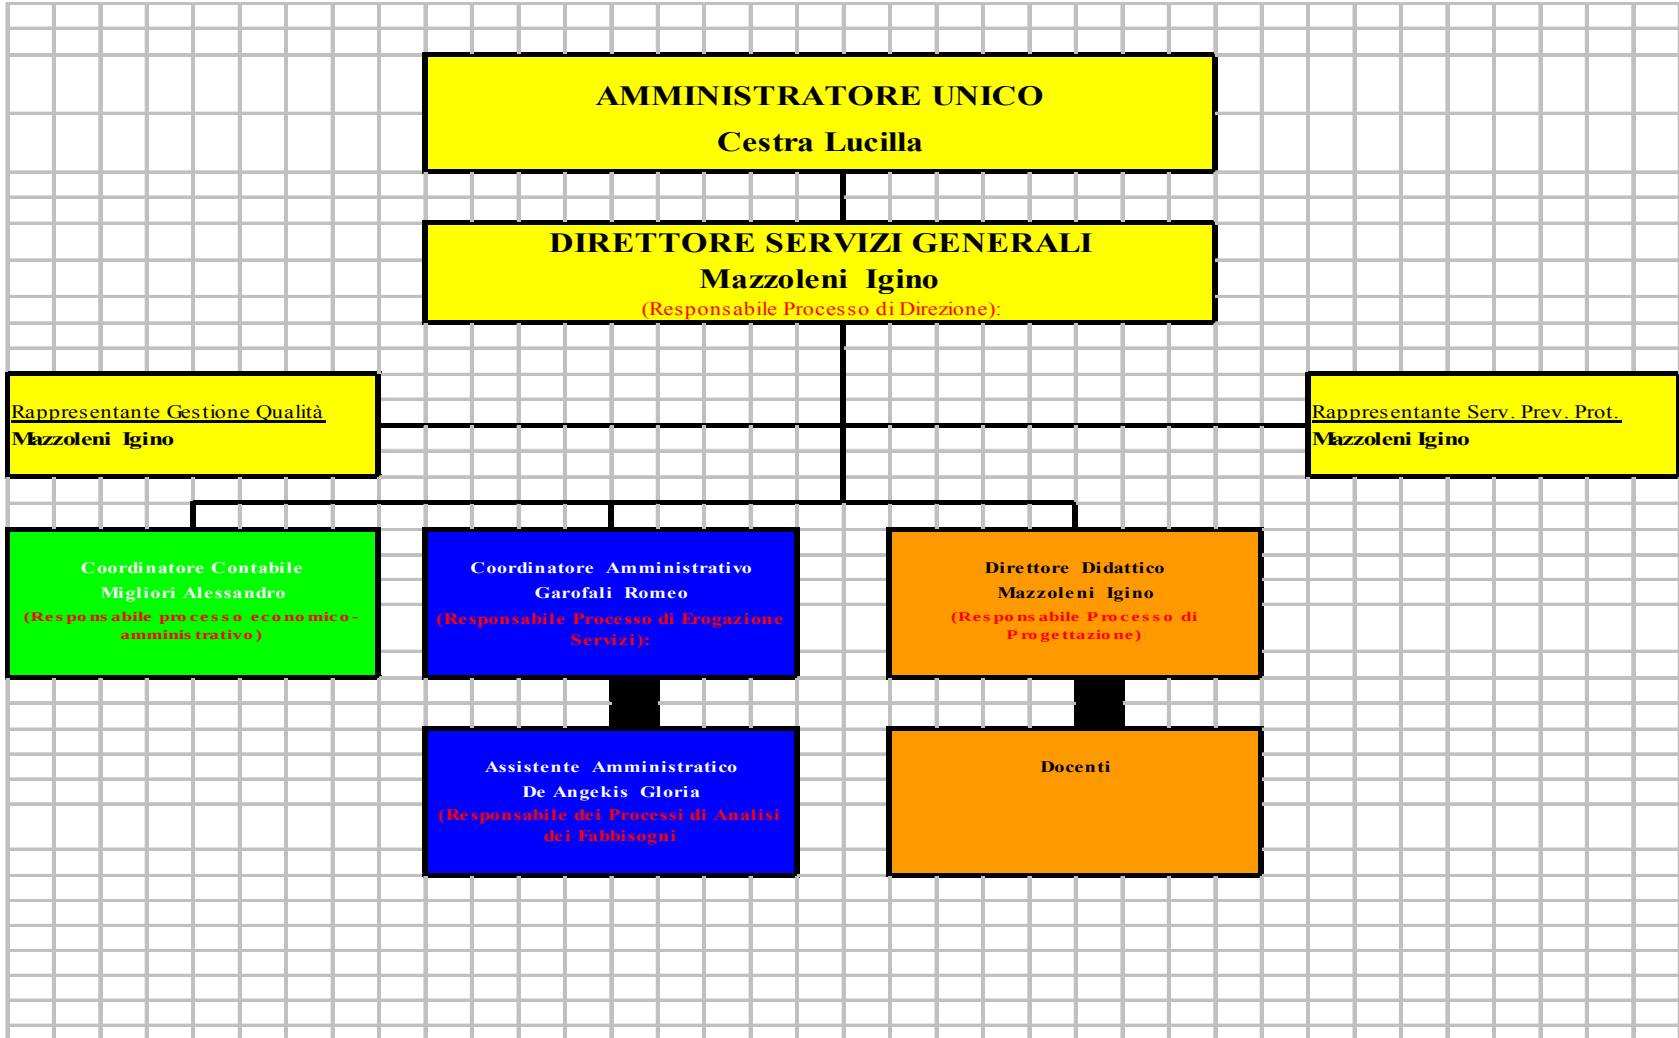 AMMINISTRATORE UNICO
Cestra Lucilla
DIRETTORE SERVIZI GENERALI
Mazzoleni Igino
(Responsabile Processo di Direzione):
Rappresentante Gestione Qualità
Mazzoleni Igino
Rappresentante Serv. Prev. Prot.
Mazzoleni Igino
Coordinatore Contabile
Migliori Alessandro
(Responsabile processo economico-
amministrativo)
Coordinatore Amministrativo
Garofali Romeo
(Responsabile Processo di Erogazione
Servizi):
Direttore Didattico
Mazzoleni Igino
(Responsabile Processo di
Progettazione)
Assistente Amministratico
De Angekis Gloria
(Responsabile dei Processi di Analisi
dei Fabbisogni
Docenti